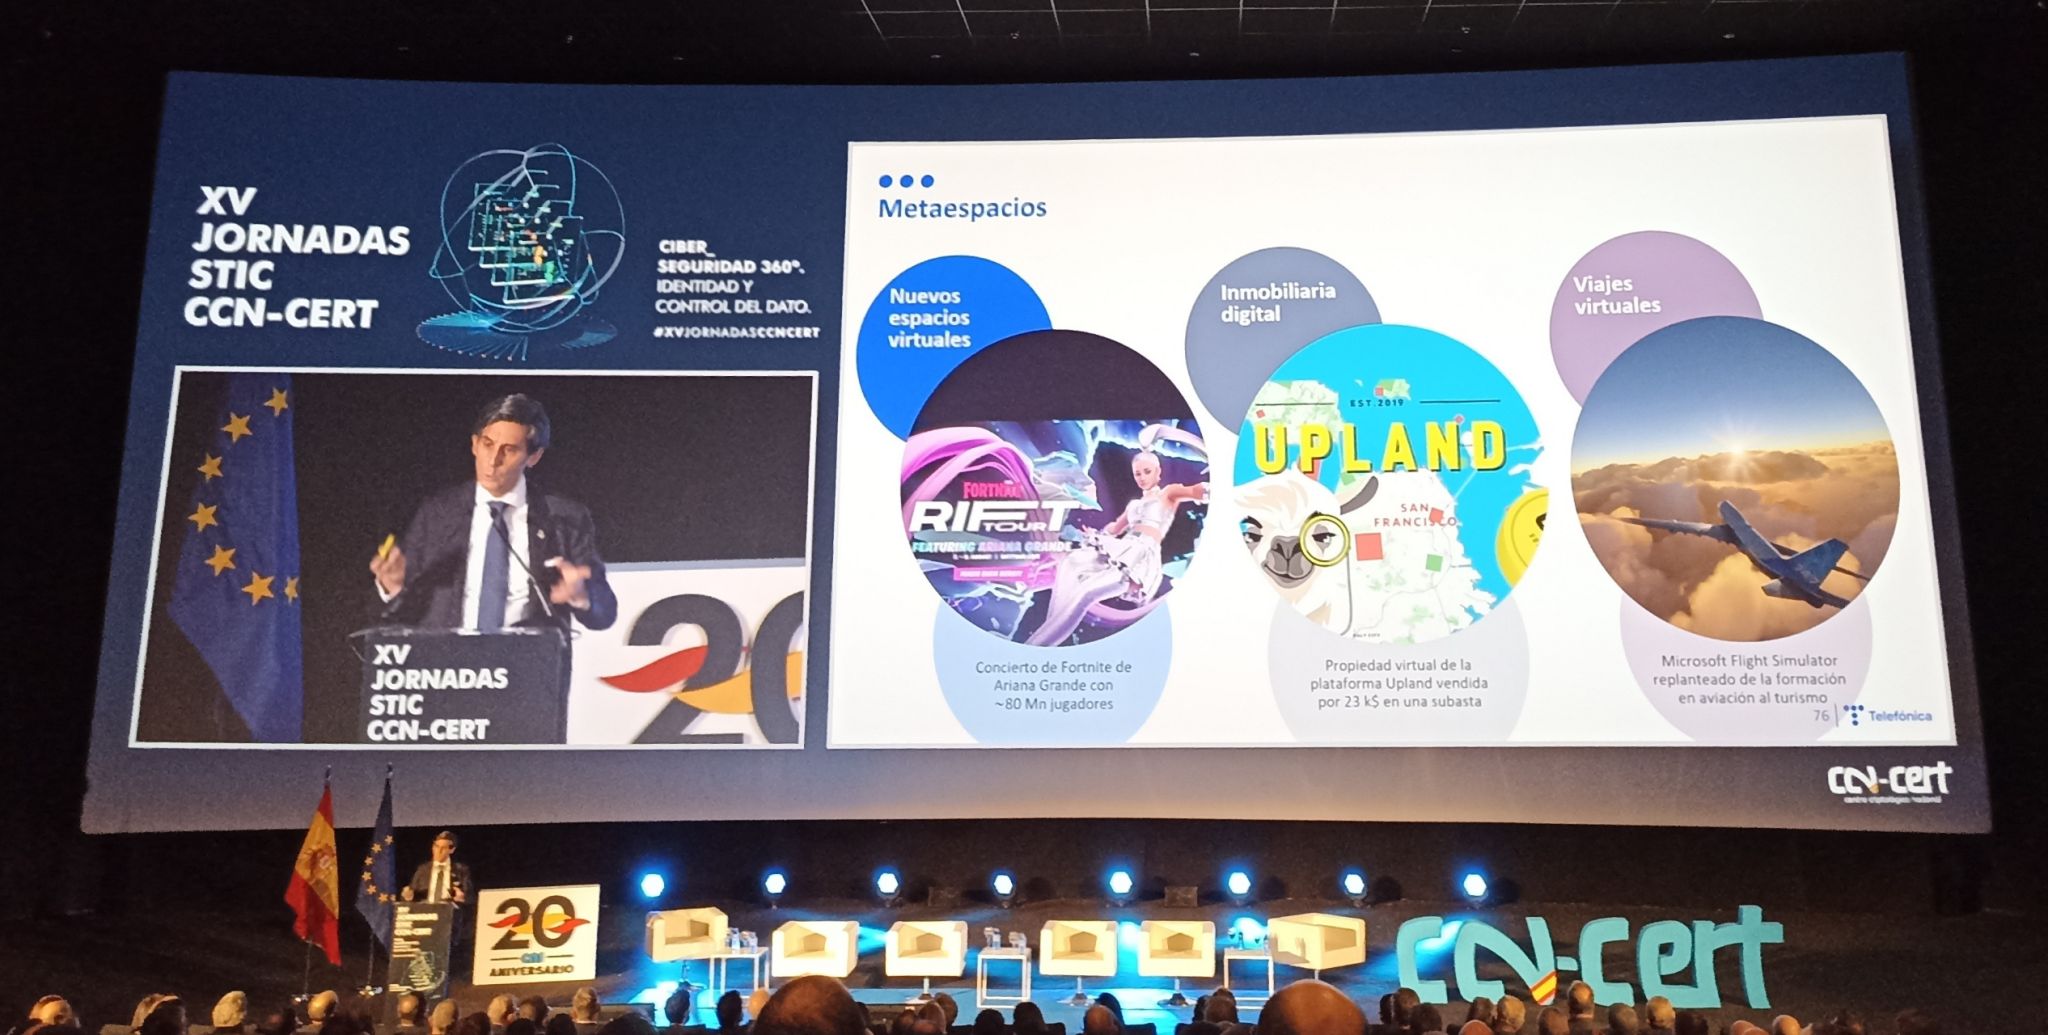 XV
JORNADAS
STIC
CCN-CERT
CIBER_
SEGURIDAD 360º.
IDENTIDAD Y
CONTROL DEL DATO.
#XVJORNADASCCNCERT
XV
JORNADAS
STIC
CCN-CERT
20
Metaespacios
Nuevos
espacios
virtuales
FORTNITE
RIFT
TOUR
FEATURING ARIANA GRANDE
Concierto de Fortnite de
Ariana Grande con
~80 Mn jugadores
Inmobiliaria
digital
EST. 2019
UPLAND
SAN
FRANCISCO
Propiedad virtual de la
plataforma Upland vendida
por 23 k$ en una subasta
Viajes
virtuales
Microsoft Flight Simulator
replanteado de la formación
en aviación al turismo
76
Telefónica
ccn-cert
centro criptológico nacional
20
ANIVERSARIO
ccn-cert